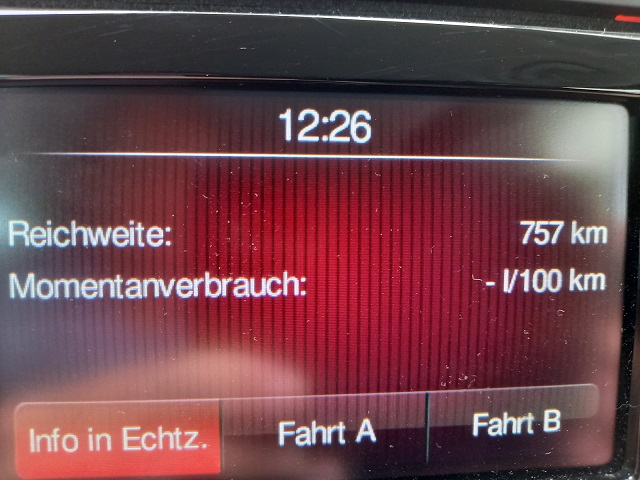 12:26
Reichweite: 757 km
Momentanverbrauch: - l/100 km
Info in Echtz. Fahrt A Fahrt B